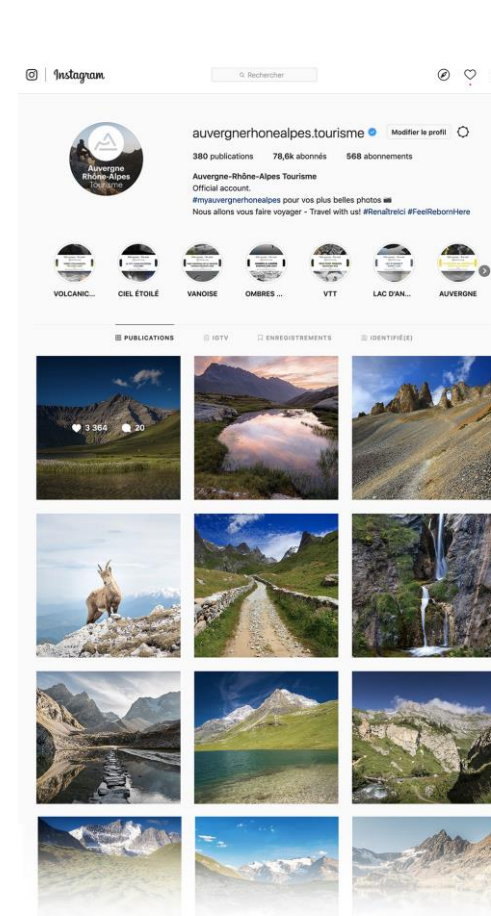 Instagram
Rechercher
auvergnerhonealpes.tourisme
Modifier le profil
380 publications 78,6k abonnés 568 abonnements
Auvergne-Rhône-Alpes Tourisme
Official account.
#myauvergnerhonealpes pour vos plus belles photos
Nous allons vous faire voyager - Travel with us! #RenaîtreIci #FeelRebornHere
Auvergne
Rhône-Alpes
Tourisme
VOLCANIC... CIEL ÉTOILÉ VANOISE OMBRES ... VTT LAC D'AN... AUVERGNE
PUBLICATIONS IGTV ENREGISTREMENTS IDENTIFIÉ(E)
3 364 20